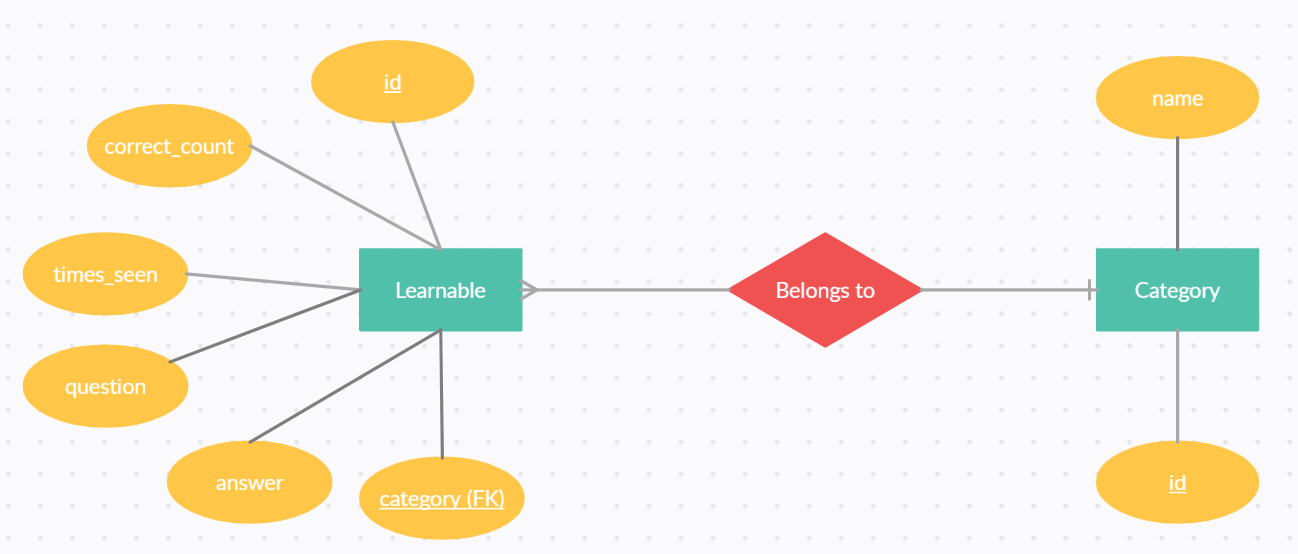 id
name
correct_count
times_seen
Learnable
Belongs to
Category
question
answer
category (FK)
id